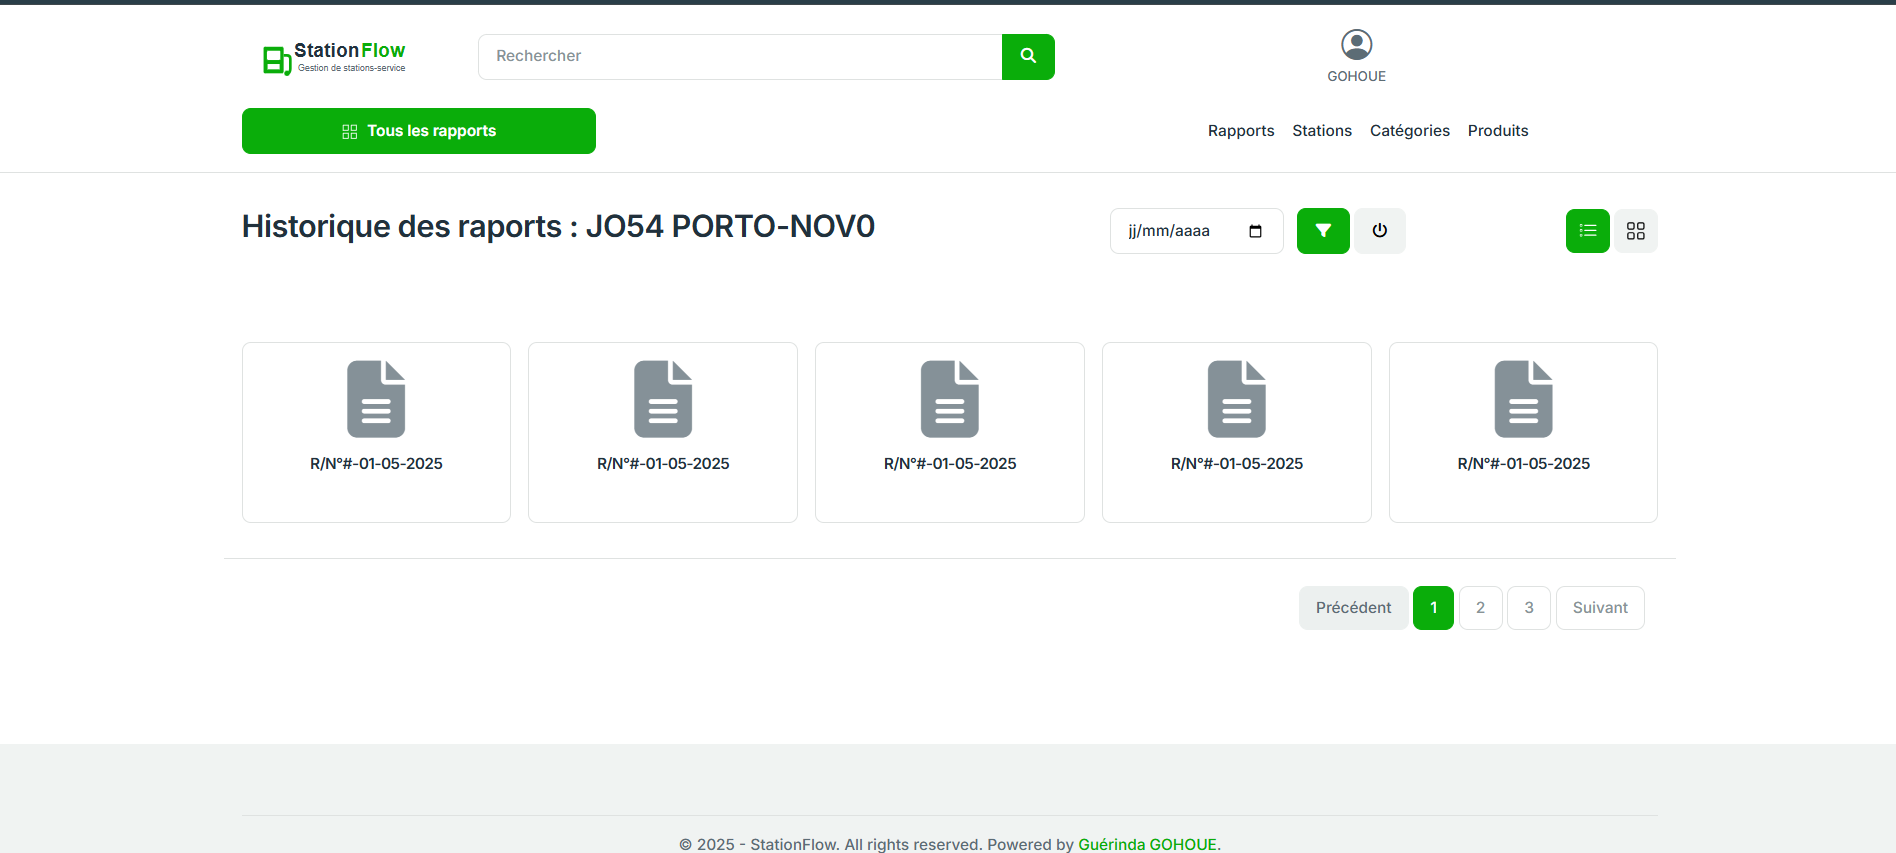 StationFlow
Gestion de stations-service
Rechercher
GOHOUE
Tous les rapports
Rapports Stations Catégories Produits
Historique des raports : JO54 PORTO-NOV0
jj/mm/aaaa
R/N°#-01-05-2025 R/N°#-01-05-2025 R/N°#-01-05-2025 R/N°#-01-05-2025 R/N°#-01-05-2025
Précédent 1 2 3 Suivant
© 2025 - StationFlow. All rights reserved. Powered by Guérinda GOHOUE.